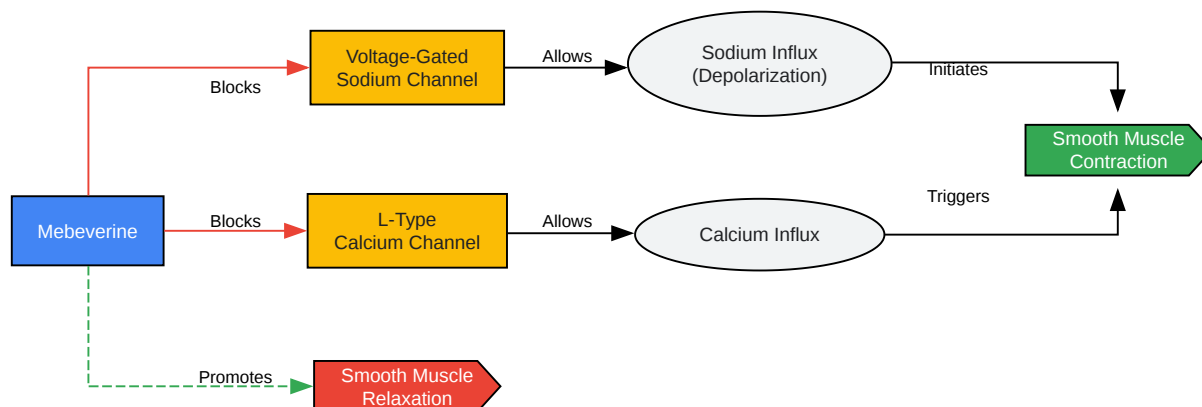 Voltage-Gated
Sodium Channel
Blocks
Allows
Sodium Influx
(Depolarization)
Initiates
Smooth Muscle
Contraction
Mebeverine
Blocks
L-Type
Calcium Channel
Allows
Calcium Influx
Triggers
Promotes
Smooth Muscle
Relaxation